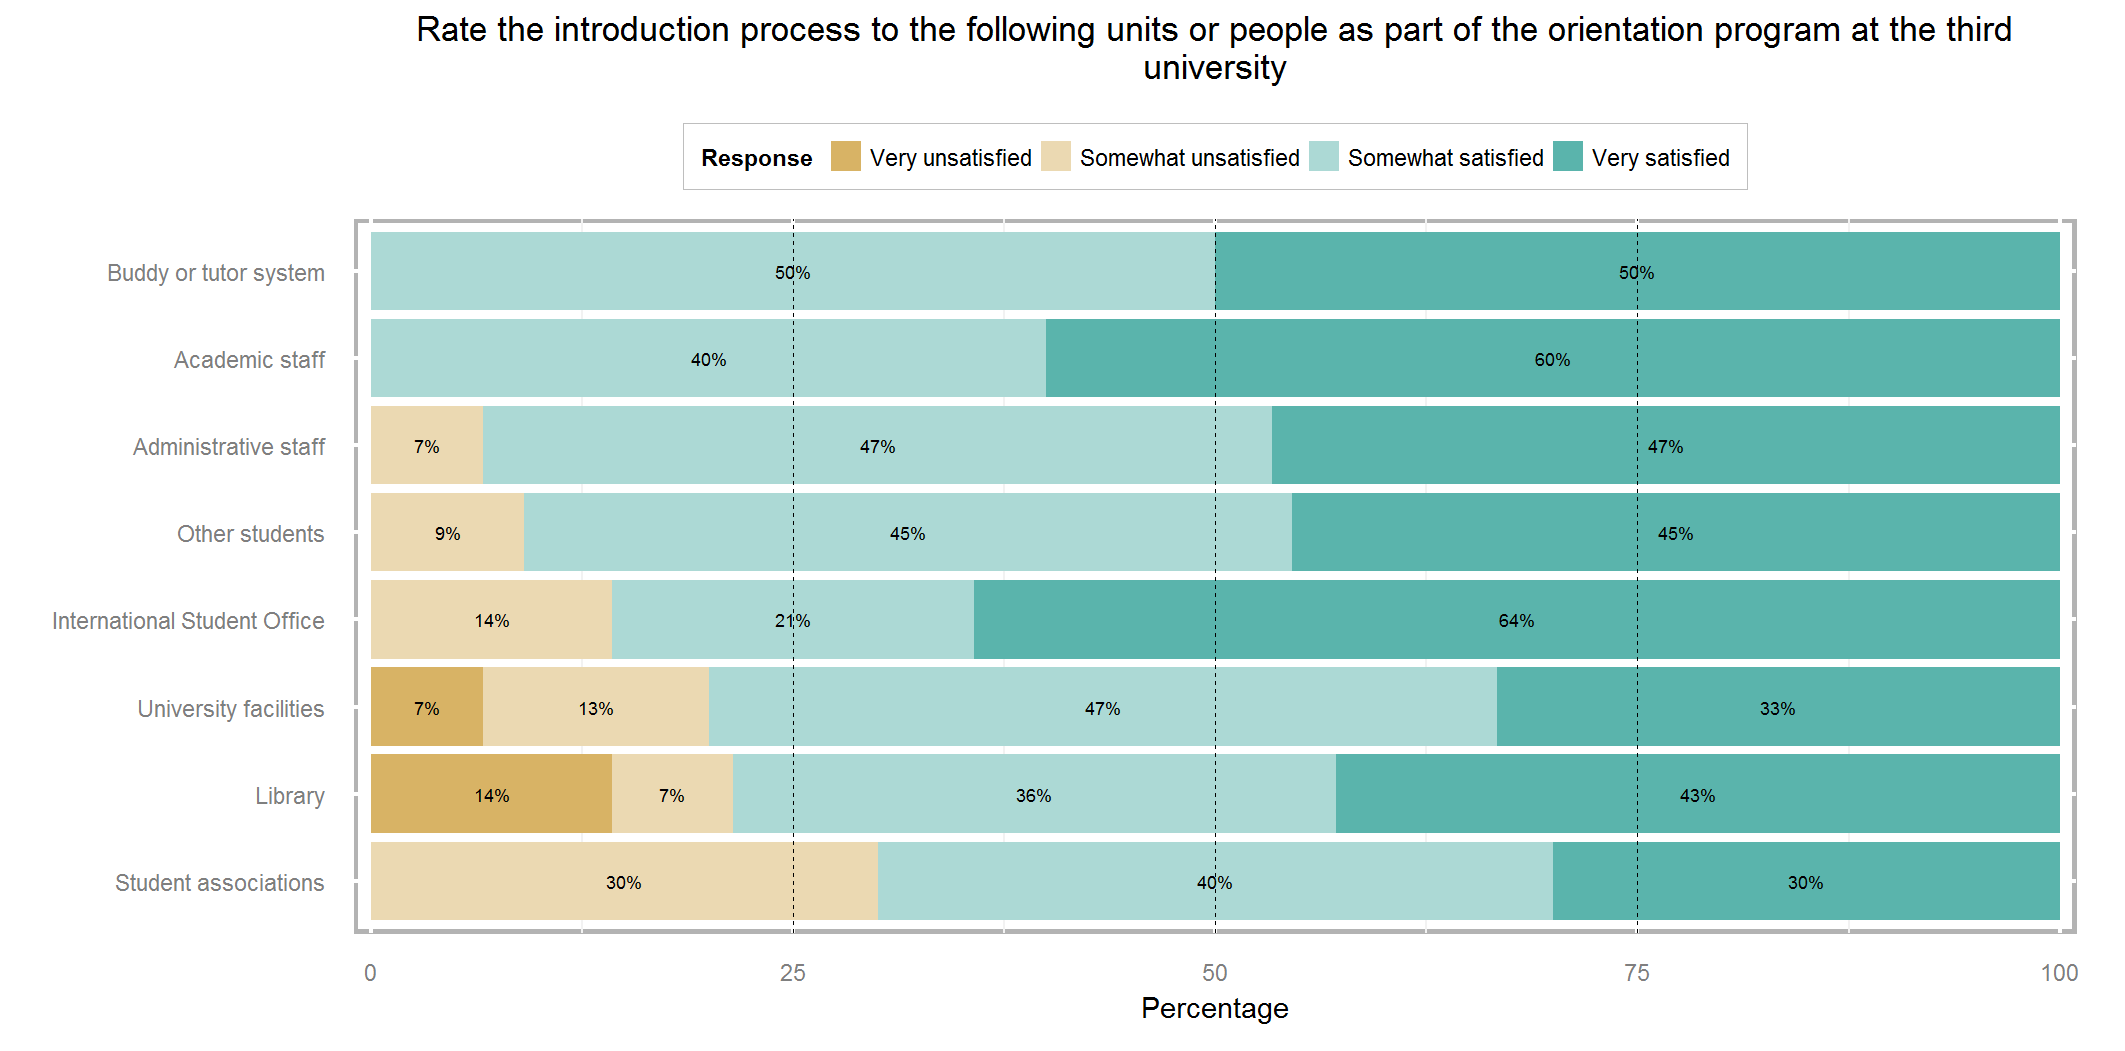 Rate the introduction process to the following units or people as part of the orientation program at the third
university
Response Very unsatisfied Somewhat unsatisfied Somewhat satisfied Very satisfied
Buddy or tutor system 50% 50%
Academic staff 40% 60%
Administrative staff 7% 47% 47%
Other students 9% 45% 45%
International Student Office 14% 21% 64%
University facilities 7% 13% 47% 33%
Library 14% 7% 36% 43%
Student associations 30% 40% 30%
0 25 50 75 100
Percentage